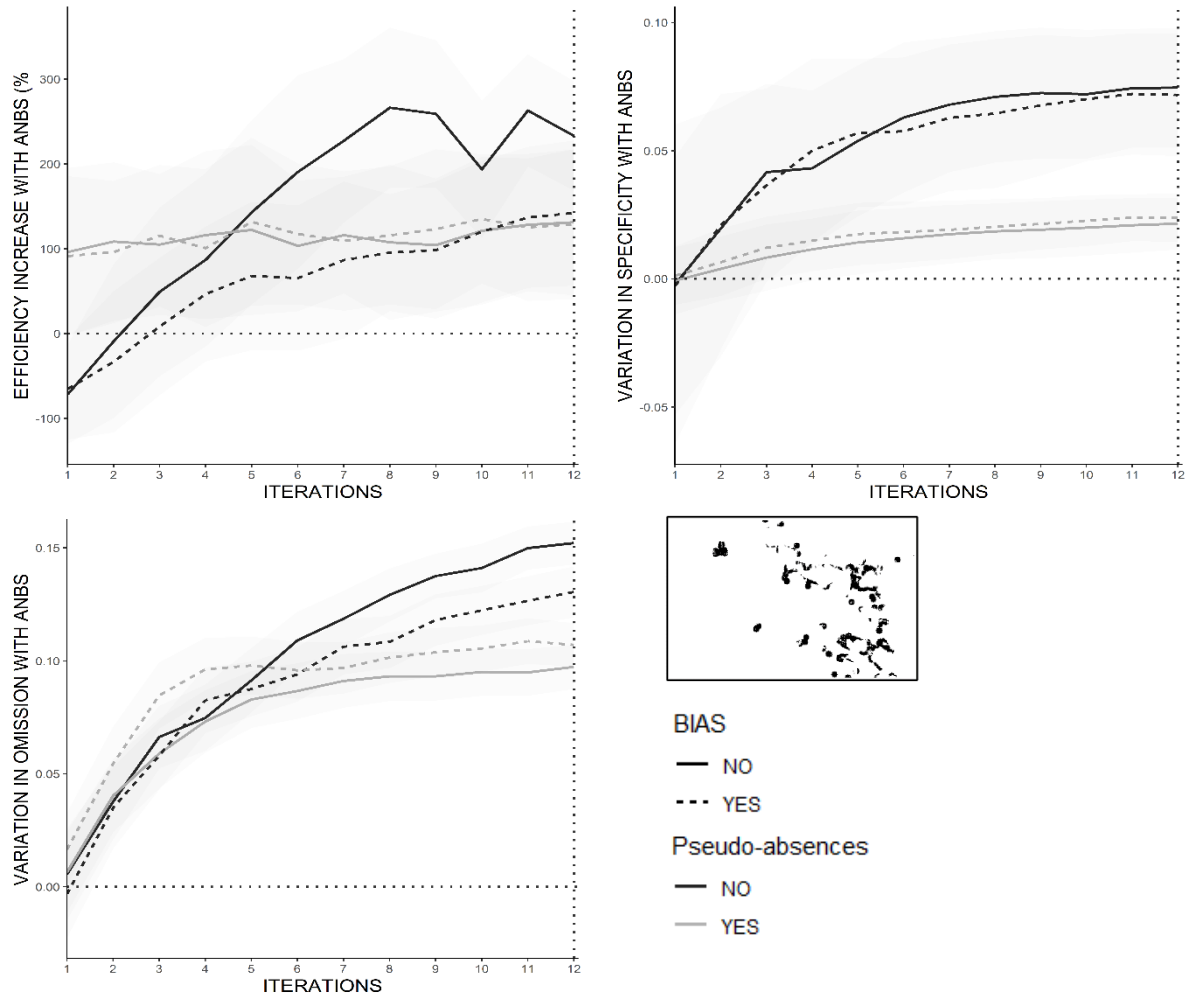 EFFICIENCY INCREASE WITH ANBS (%
300
200
100
0
-100
1 2 3 4 5 6 7 8 9 10 11 12
ITERATIONS
VARIATION IN SPECIFICITY WITH ANBS
0.10
0.05
0.00
-0.05
1 2 3 4 5 6 7 8 9 10 11 12
ITERATIONS
VARIATION IN OMISSION WITH ANBS
0.15
0.10
0.05
0.00
1 2 3 4 5 6 7 8 9 10 11 12
ITERATIONS
BIAS
NO
YES
Pseudo-absences
NO
YES